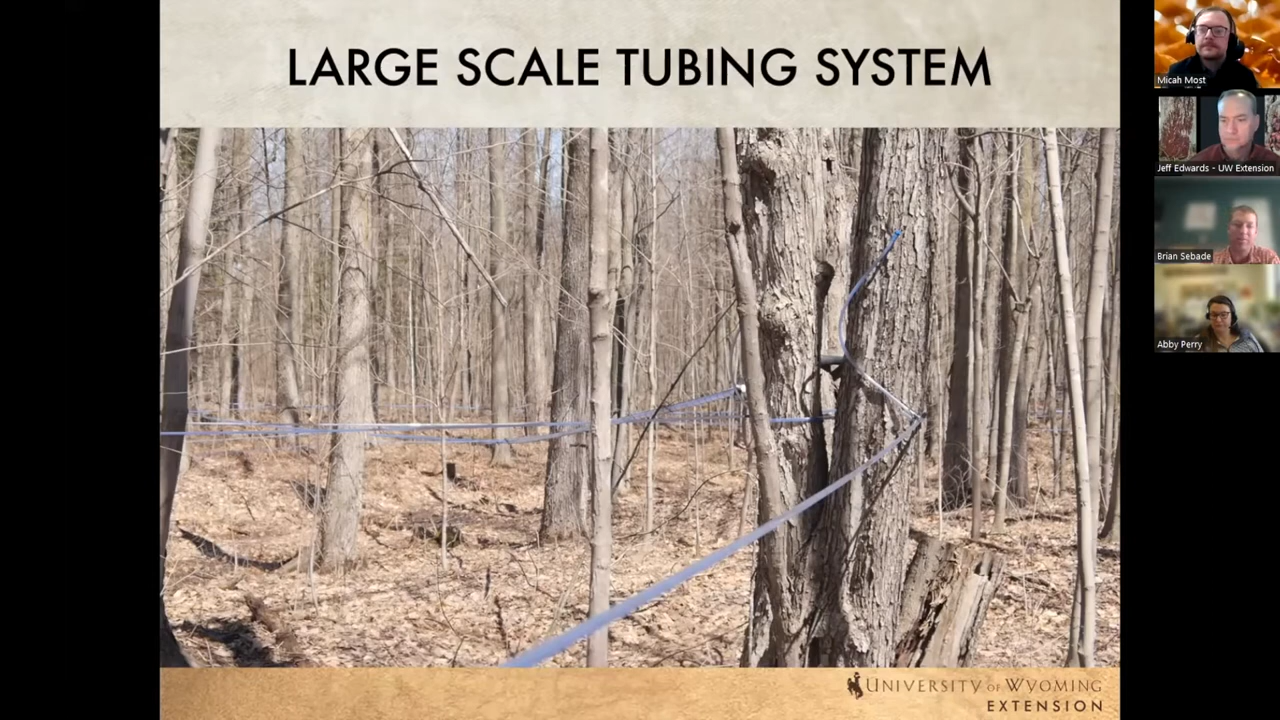 LARGE SCALE TUBING SYSTEM
UNIVERSITY OF WYOMING
EXTENSION
Micah Most
Jeff Edwards - UW Extension
Brian Sebade
Abby Perry